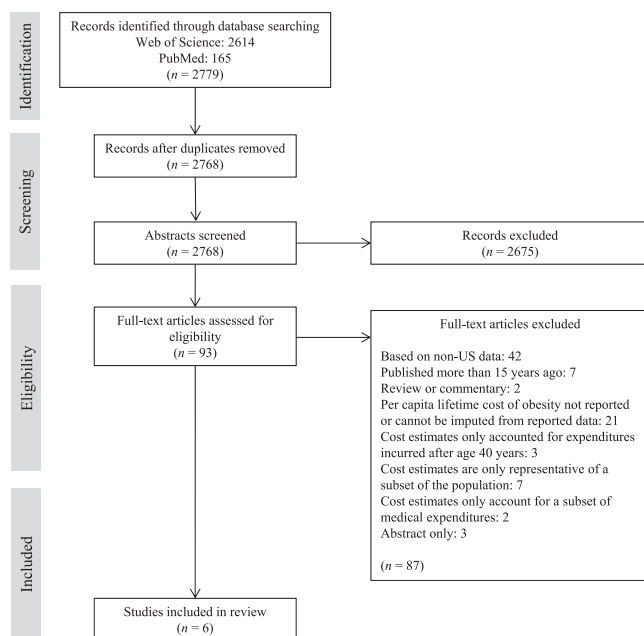 Identification
Records identified through database searching
Web of Science: 2614
PubMed: 165
(n = 2779)
Screening
Records after duplicates removed
(n = 2768)
Abstracts screened
(n = 2768)
Records excluded
(n = 2675)
Eligibility
Full-text articles assessed for
eligibility
(n = 93)
Full-text articles excluded
Based on non-US data: 42
Published more than 15 years ago: 7
Review or commentary: 2
Per capita lifetime cost of obesity not reported
or cannot be imputed from reported data: 21
Cost estimates only accounted for expenditures
incurred after age 40 years: 3
Cost estimates are only representative of a
subset of the population: 7
Cost estimates only account for a subset of
medical expenditures: 2
Abstract only: 3
(n = 87)
Included
Studies included in review
(n = 6)